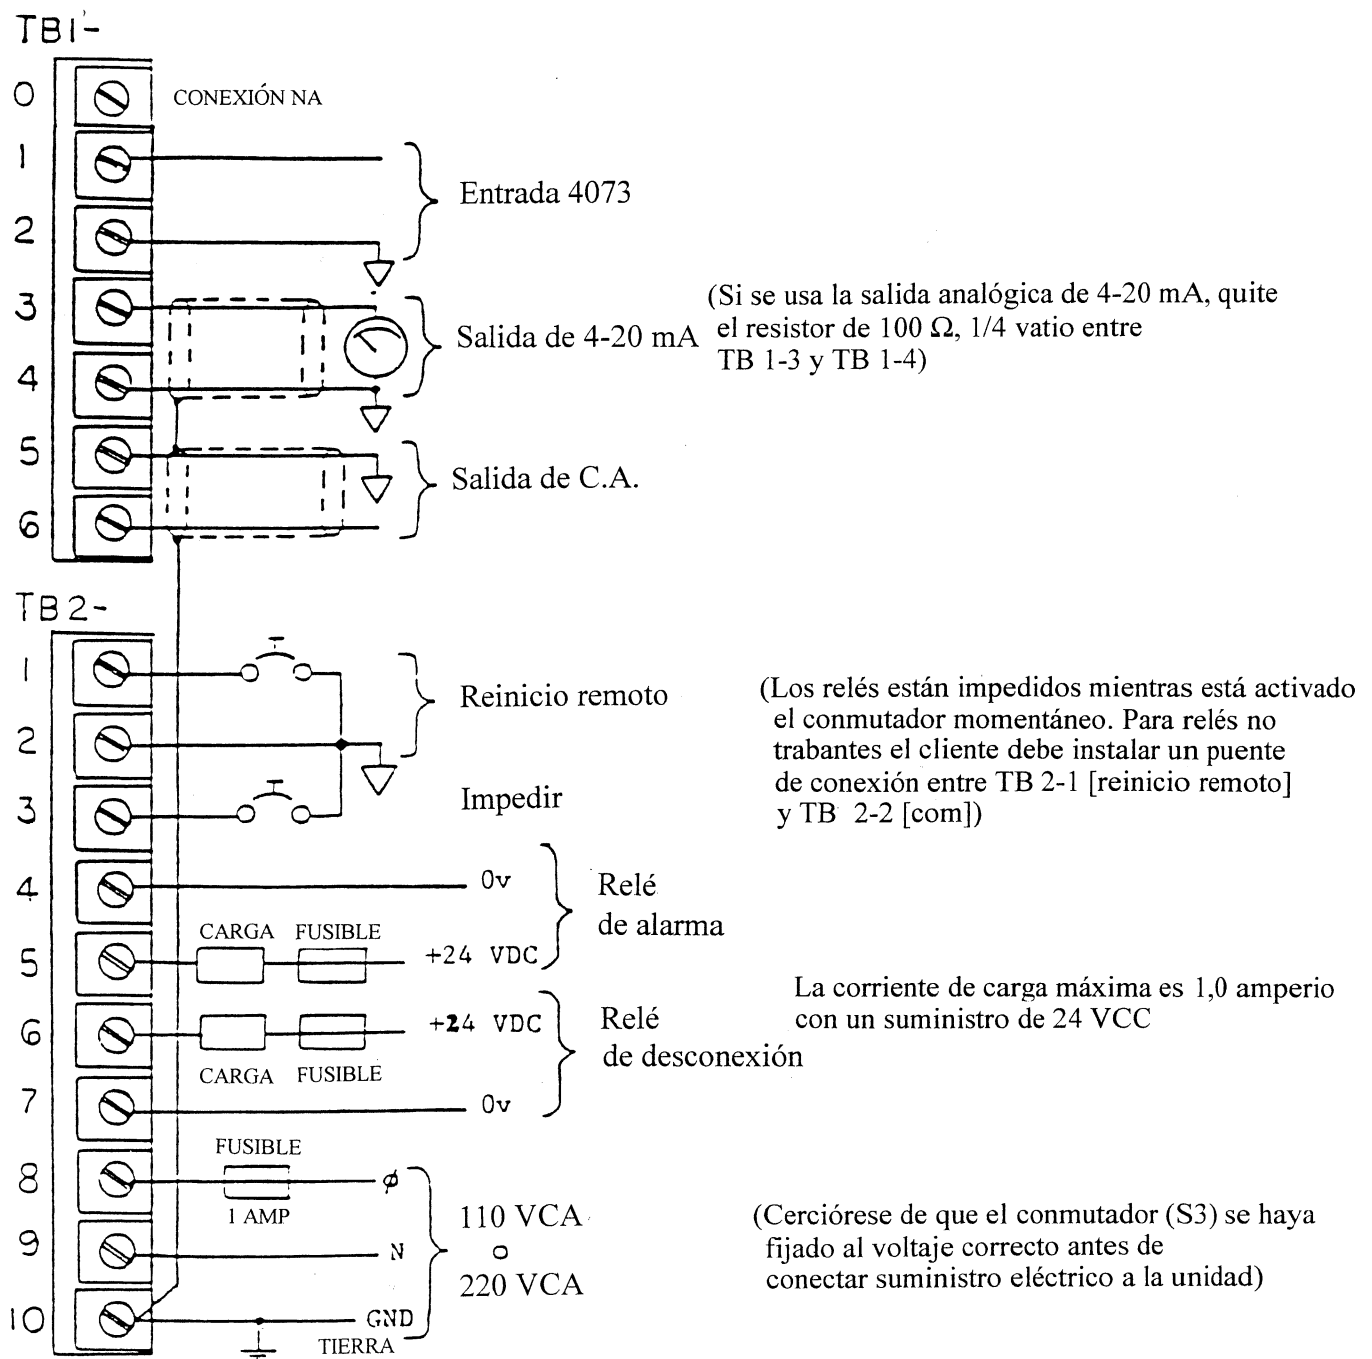 TB1-
0 CONEXIÓN NA
1
Entrada 4073
2
3
(Si se usa la salida analógica de 4-20 mA, quite
el resistor de 100 Ω, 1/4 vatio entre
TB 1-3 y TB 1-4)
Salida de 4-20 mA
4
5
Salida de C.A.
6
TB2-
1
Reinicio remoto
(Los relés están impedidos mientras está activado
el conmutador momentáneo. Para relés no
trabantes el cliente debe instalar un puente
de conexión entre TB 2-1 [reinicio remoto]
y TB 2-2 [com])
2
3
Impedir
4
0v
Relé
de alarma
5
CARGA FUSIBLE
+24 VDC
La corriente de carga máxima es 1,0 amperio
con un suministro de 24 VCC
6
+24 VDC
CARGA FUSIBLE
Relé
de desconexión
7
0v
8
FUSIBLE
1 AMP
ϕ
110 VCA
o
220 VCA
(Cerciórese de que el conmutador (S3) se haya
fijado al voltaje correcto antes de
conectar suministro eléctrico a la unidad)
9
N
10
GND
TIERRA